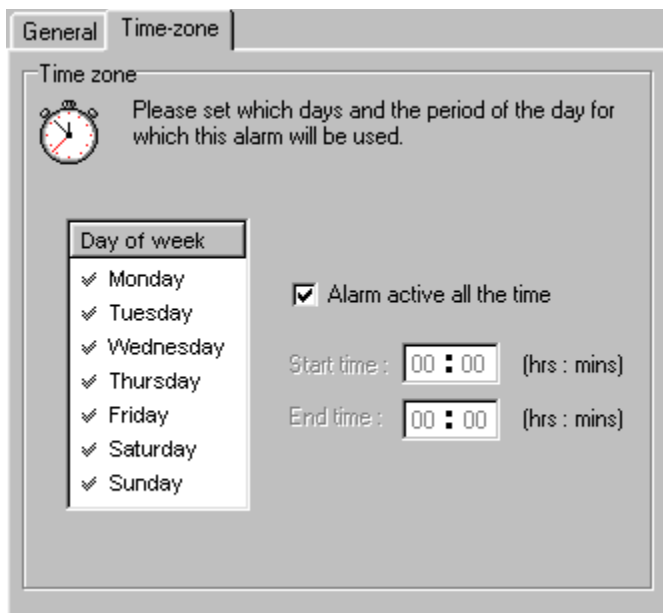 General Time-zone
Time zone
Please set which days and the period of the day for
which this alarm will be used.
Day of week
Monday
Tuesday
Wednesday
Thursday
Friday
Saturday
Sunday
Alarm active all the time
Start time : 00 : 00 (hrs : mins)
End time : 00 : 00 (hrs : mins)